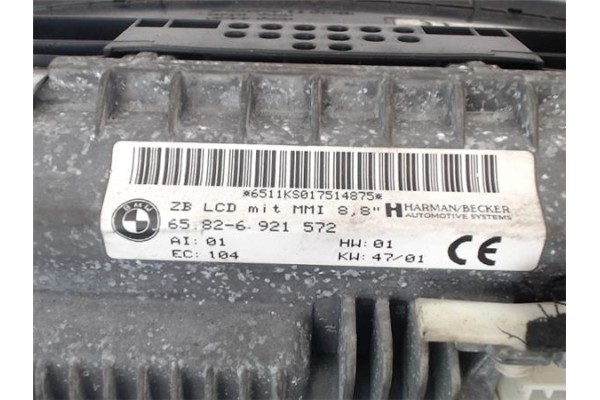 *6511KS017514875*
ZB LCD mit MMI 8,8" HARMAN/BECKER
AUTOMOTIVE SYSTEMS
BMW 65.82-6 921 572
AI: 01 HW: 01
EC: 104 KW: 47/01 CE